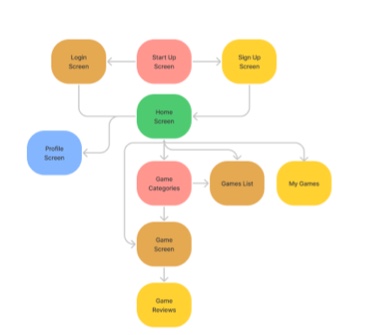 Login
Screen
Start Up
Screen
Sign Up
Screen
Home
Screen
Profile
Screen
Game
Categories
Games List
My Games
Game
Screen
Game
Reviews